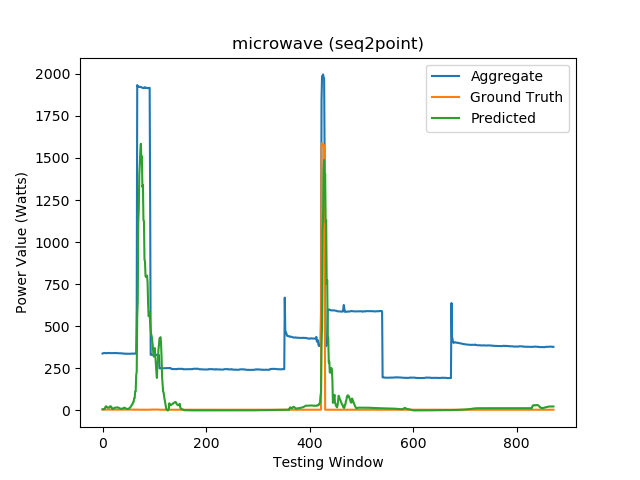 microwave (seq2point)
Aggregate
Ground Truth
Predicted
Power Value (Watts)
2000
1750
1500
1250
1000
750
500
250
0
0 200 400 600 800
Testing Window